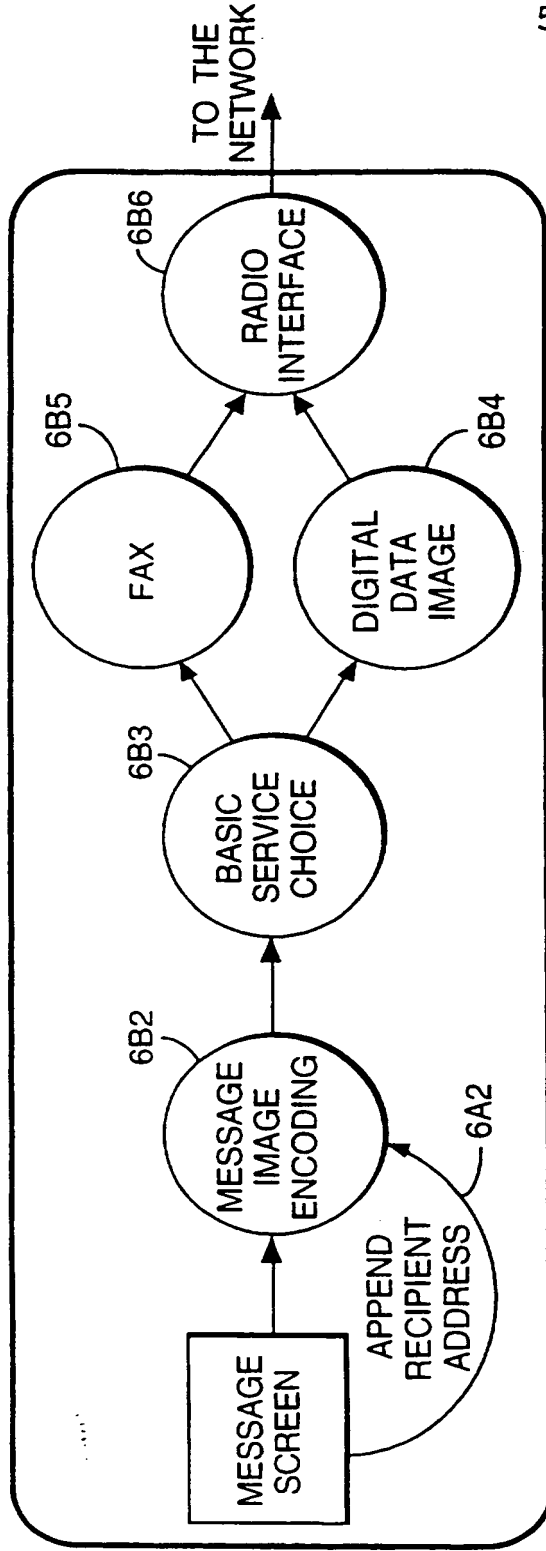 MESSAGE
SCREEN
APPEND
RECIPIENT
ADDRESS
6A2
6B2
MESSAGE
IMAGE
ENCODING
6B3
BASIC
SERVICE
CHOICE
6B5
FAX
6B4
DIGITAL
DATA
IMAGE
6B6
RADIO
INTERFACE
TO THE
NETWORK